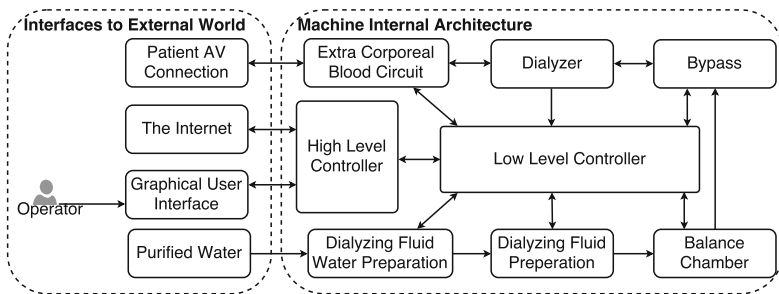 Interfaces to External World
Machine Internal Architecture
Patient AV
Connection
Extra Corporeal
Blood Circuit
Dialyzer
Bypass
The Internet
High Level
Controller
Low Level Controller
Graphical User
Interface
Operator
Purified Water
Dialyzing Fluid
Water Preparation
Dialyzing Fluid
Preperation
Balance
Chamber